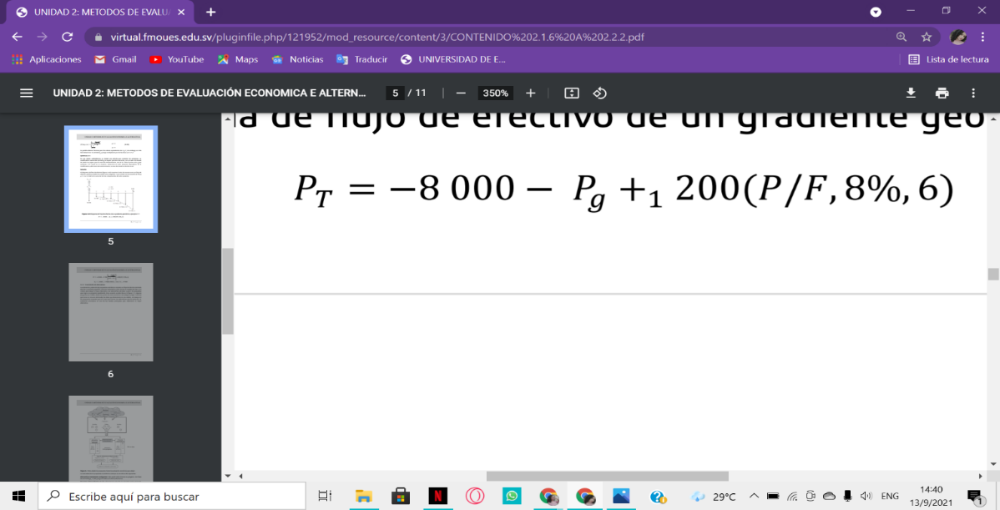 UNIDAD 2: METODOS DE EVALU
virtual.fmoues.edu.sv/pluginfile.php/121952/mod_resource/content/3/CONTENIDO%202.1.6%20A%202.2.2.pdf
Aplicaciones Gmail YouTube Maps Noticias Traducir UNIVERSIDAD DE E... Lista de lectura
UNIDAD 2: METODOS DE EVALUACIÓN ECONOMICA E ALTERN... 5 / 11 350%
a de flujo de efectivo de un gradiente geo
P_T = −8 000 − P_g +₁ 200(P/F, 8%, 6)
5
6
Escribe aquí para buscar 29°C ENG 14:40
13/9/2021 1